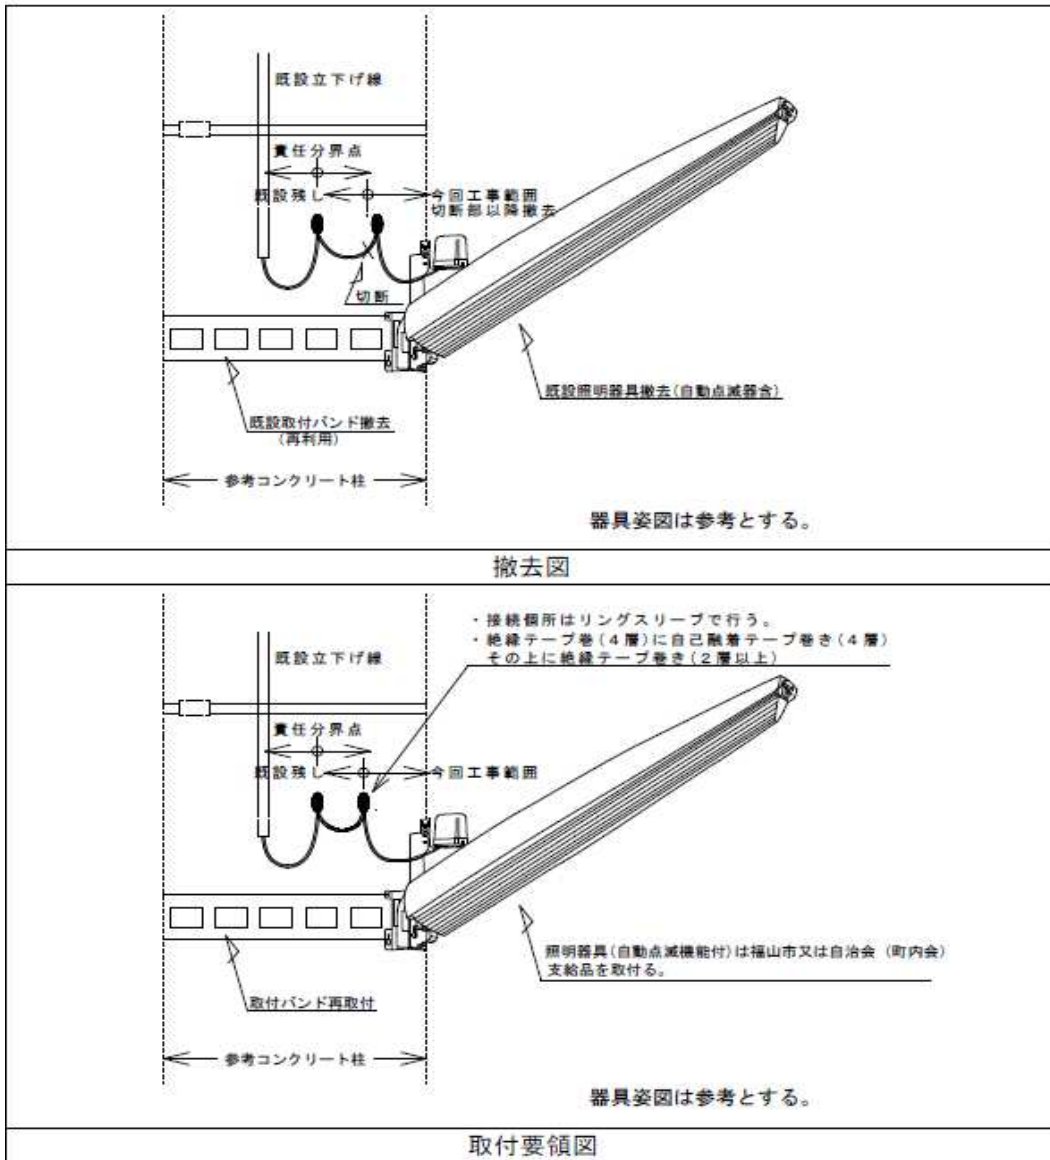 既設立下げ線
責任分界点
既設残し
今回工事範囲
切断部以降撤去
切断
既設照明器具撤去(自動点滅器含)
既設取付バンド撤去
(再利用)
参考コンクリート柱
器具姿図は参考とする。
撤去図
・接続個所はリングスリーブで行う。
・絶縁テープ巻(4層)に自己融着テープ巻き(4層)
その上に絶縁テープ巻き(2層以上)
既設立下げ線
責任分界点
既設残し
今回工事範囲
照明器具(自動点滅機能付)は福山市又は自治会(町内会)
支給品を取付る。
取付バンド再取付
参考コンクリート柱
器具姿図は参考とする。
取付要領図